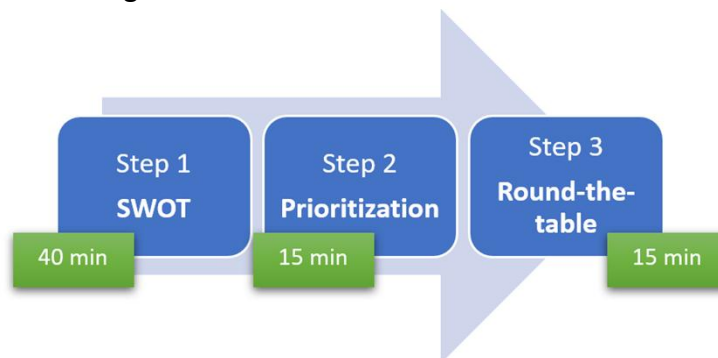 Step 1
SWOT
40 min
Step 2
Prioritization
15 min
Step 3
Round-the-
table
15 min